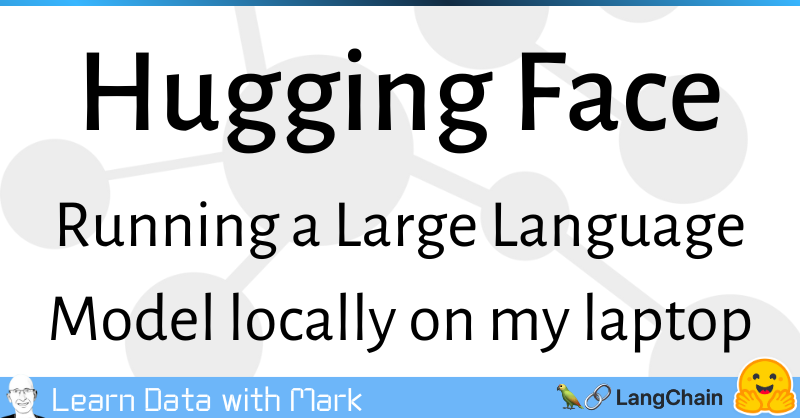 Hugging Face
Running a Large Language
Model locally on my laptop
Learn Data with Mark
LangChain